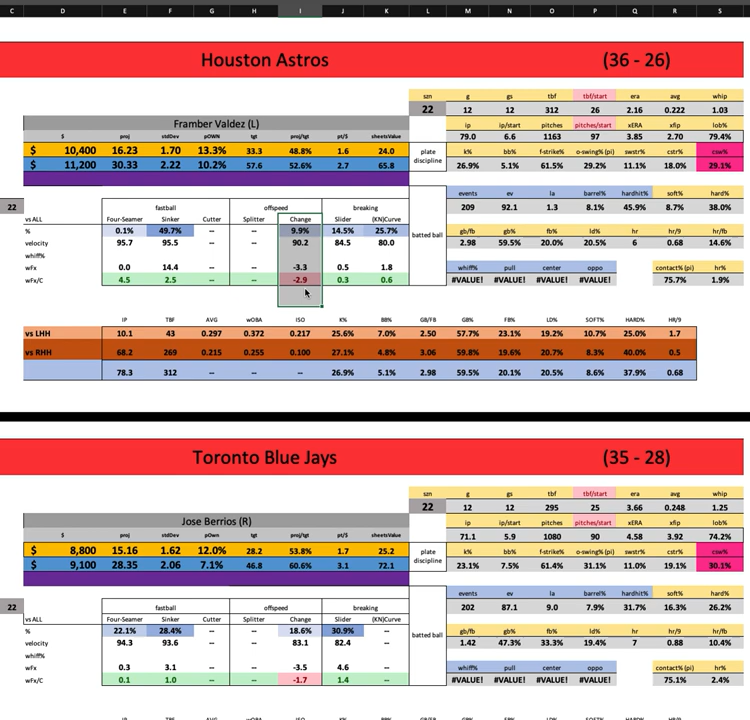 C D E F G H I J K L M N O P Q R S
Houston Astros (36 - 26)
szn g gs tbf tbf/start era avg whip
22 12 12 312 26 2.16 0.222 1.03
Framber Valdez (L) ip ip/start pitches pitches/start xERA xfip lob%
$ proj stdDev pOWN tgt proj/tgt pt/$ sheetsValue 79.0 6.6 1163 97 3.85 2.70 79.4%
$ 10,400 16.23 1.70 13.3% 33.3 48.8% 1.6 24.0 plate discipline k% bb% f-strike% o-swing% (pi) swstr% cstr% csw%
$ 11,200 30.33 2.22 10.2% 57.6 52.6% 2.7 65.8 26.9% 5.1% 61.5% 29.2% 11.1% 18.0% 29.1%
events ev la barrel% hardhit% soft% hard%
22 fastball offspeed breaking 209 92.1 1.3 8.1% 45.9% 8.7% 38.0%
vs ALL Four-Seamer Sinker Cutter Splitter Change Slider (KN)Curve
% 0.1% 49.7% -- -- 9.9% 14.5% 25.7% batted ball gb/fb gb% fb% ld% hr hr/9 hr/fb
velocity 95.7 95.5 -- -- 90.2 84.5 80.0 2.98 59.5% 20.0% 20.5% 6 0.68 14.6%
whiff%
wFx 0.0 14.4 -- -- -3.3 0.5 1.8 whiff% pull center oppo contact% (pi) hr%
wFx/C 4.5 2.5 -- -- -2.9 0.3 0.6 #VALUE! #VALUE! #VALUE! #VALUE! 75.7% 1.9%
IP TBF AVG wOBA ISO K% BB% GB/FB GB% FB% LD% SOFT% HARD% HR/9
vs LHH 10.1 43 0.297 0.372 0.217 25.6% 7.0% 2.50 57.7% 23.1% 19.2% 10.7% 25.0% 1.7
vs RHH 68.2 269 0.215 0.255 0.100 27.1% 4.8% 3.06 59.8% 19.6% 20.7% 8.3% 40.0% 0.5
78.3 312 -- -- -- 26.9% 5.1% 2.98 59.5% 20.1% 20.5% 8.6% 37.9% 0.68
Toronto Blue Jays (35 - 28)
szn g gs tbf tbf/start era avg whip
22 12 12 295 25 3.66 0.248 1.25
Jose Berrios (R) ip ip/start pitches pitches/start xERA xfip lob%
$ proj stdDev pOwn tgt proj/tgt pt/$ sheetsValue 71.1 5.9 1080 90 4.58 3.92 74.2%
$ 8,800 15.16 1.62 12.0% 28.2 53.8% 1.7 25.2 plate discipline k% bb% f-strike% o-swing% (pi) swstr% cstr% csw%
$ 9,100 28.35 2.06 7.1% 46.8 60.6% 3.1 72.1 23.1% 7.5% 61.4% 31.1% 11.0% 19.1% 30.1%
events ev la barrel% hardhit% soft% hard%
22 fastball offspeed breaking 202 87.1 9.0 7.9% 31.7% 16.3% 26.2%
vs ALL Four-Seamer Sinker Cutter Splitter Change Slider (KN)Curve
% 22.1% 28.4% -- -- 18.6% 30.9% -- batted ball gb/fb gb% fb% ld% hr hr/9 hr/fb
velocity 94.3 93.6 -- -- 83.1 82.4 -- 1.42 47.3% 33.3% 19.4% 7 0.88 10.4%
whiff%
wFx 0.3 3.1 -- -- -3.5 4.6 -- whiff% pull center oppo contact% (pi) hr%
wFx/C 0.1 1.0 -- -- -1.7 1.4 -- #VALUE! #VALUE! #VALUE! #VALUE! 75.1% 2.4%
IP TBF AVG wOBA ISO K% BB% GB/FB GB% FB% LD% SOFT% HARD% HR/9